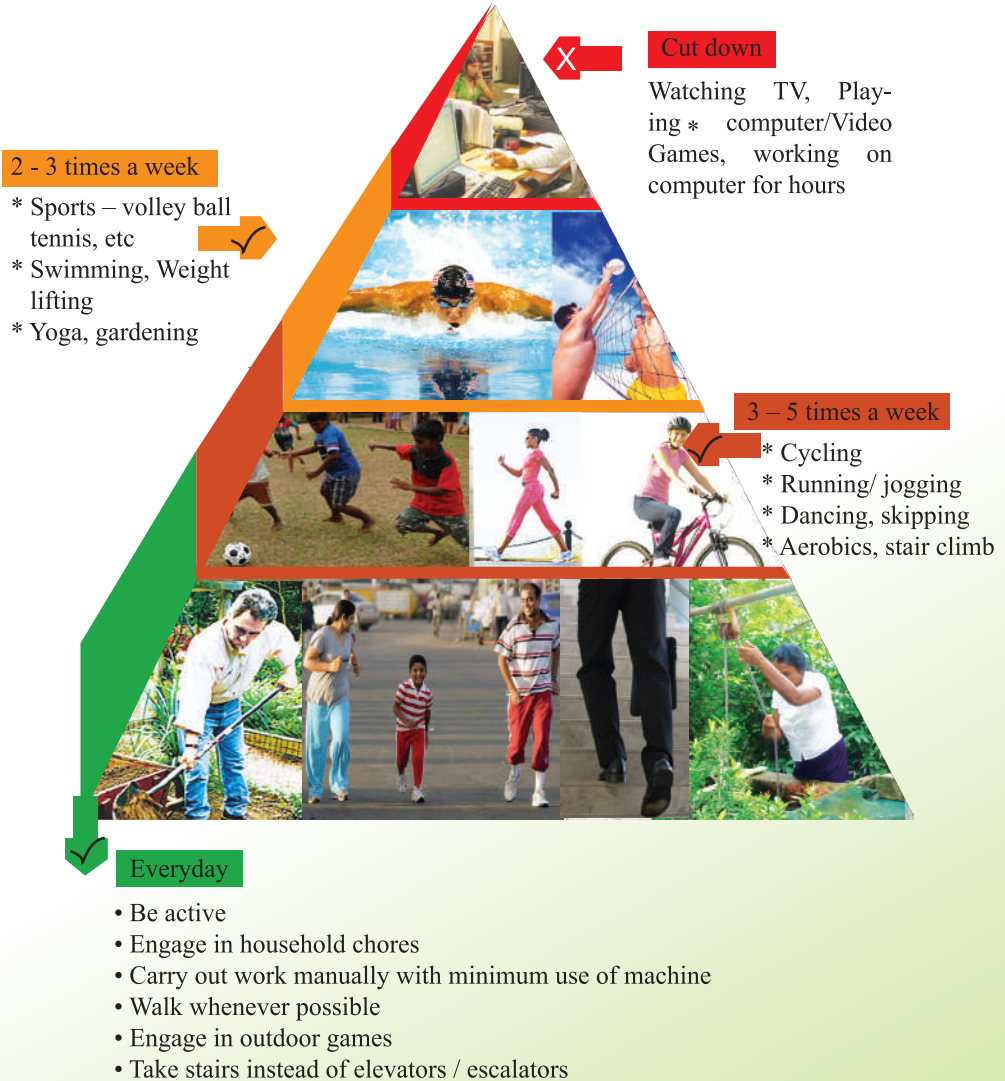 X
Cut down
Watching TV, Play-
ing * computer/Video
Games, working on
computer for hours
2 - 3 times a week
* Sports – volley ball
tennis, etc
* Swimming, Weight
lifting
* Yoga, gardening
3 – 5 times a week
* Cycling
* Running/ jogging
* Dancing, skipping
* Aerobics, stair climb
Everyday
• Be active
• Engage in household chores
• Carry out work manually with minimum use of machine
• Walk whenever possible
• Engage in outdoor games
• Take stairs instead of elevators / escalators